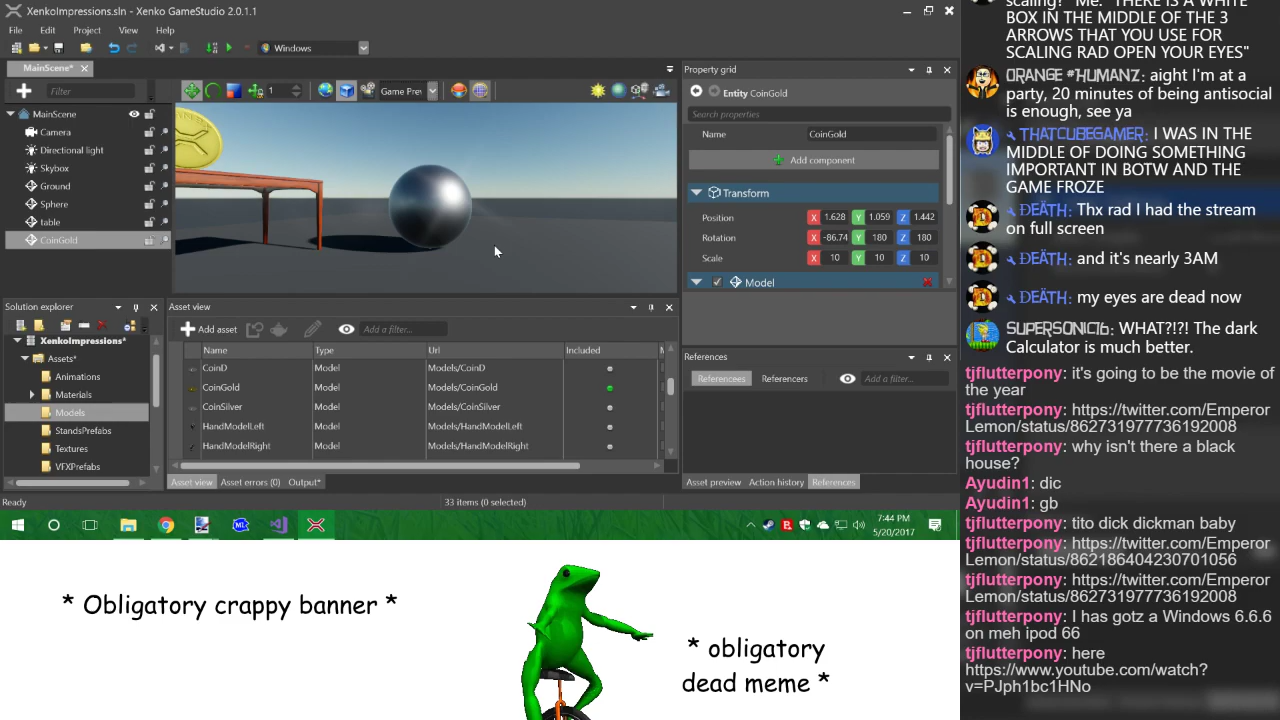 XenkoImpressions.sln - Xenko GameStudio 2.0.1.1
File Edit Project View Help
Windows
MainScene*
Filter
1
Game Prev
MainScene
Camera
Directional light
Skybox
Ground
Sphere
table
CoinGold
Property grid
Entity CoinGold
Search properties
Name CoinGold
Add component
Transform
Position X 1.628 Y 1.059 Z 1.442
Rotation X -86.74 Y 180 Z 180
Scale X 10 Y 10 Z 10
Model
Solution explorer
XenkoImpressions*
Assets*
Animations
Materials
Models
StandsPrefabs
Textures
VFXPrefabs
Asset view
Add asset
Add a filter...
Name Type Url Included
CoinD Model Models/CoinD
CoinGold Model Models/CoinGold
CoinSilver Model Models/CoinSilver
HandModelLeft Model Models/HandModelLeft
HandModelRight Model Models/HandModelRight
Asset view Asset errors (0) Output*
References
Referencees Referencers Add a filter...
Asset preview Action history References
Ready
33 items (0 selected)
7:44 PM
5/20/2017
* Obligatory crappy banner *
* obligatory
dead meme *
scaling?" Me: "THERE IS A WHITE
BOX IN THE MIDDLE OF THE 3
ARROWS THAT YOU USE FOR
SCALING RAD OPEN YOUR EYES"
ORANGE #HUMANZ: aight I'm at a
party, 20 minutes of being antisocial
is enough, see ya
THATCUBEGAMER: I WAS IN THE
MIDDLE OF DOING SOMETHING
IMPORTANT IN BOTW AND THE
GAME FROZE
DEÄTH: Thx rad I had the stream
on full screen
DEÄTH: and it's nearly 3AM
DEÄTH: my eyes are dead now
SUPERSONIC16: WHAT?!?! The dark
Calculator is much better.
tjflutterpony: it's going to be the movie of
the year
tjflutterpony: https://twitter.com/Emperor
Lemon/status/862731977736192008
tjflutterpony: why isn't there a black
house?
Ayudin1: dic
Ayudin1: gb
tjflutterpony: tito dick dickman baby
tjflutterpony: https://twitter.com/Emperor
Lemon/status/862186404230701056
tjflutterpony: https://twitter.com/Emperor
Lemon/status/862731977736192008
tjflutterpony: I has gotz a Windows 6.6.6
on meh ipod 66
tjflutterpony: here
https://www.youtube.com/watch?
v=PJph1bc1HNo